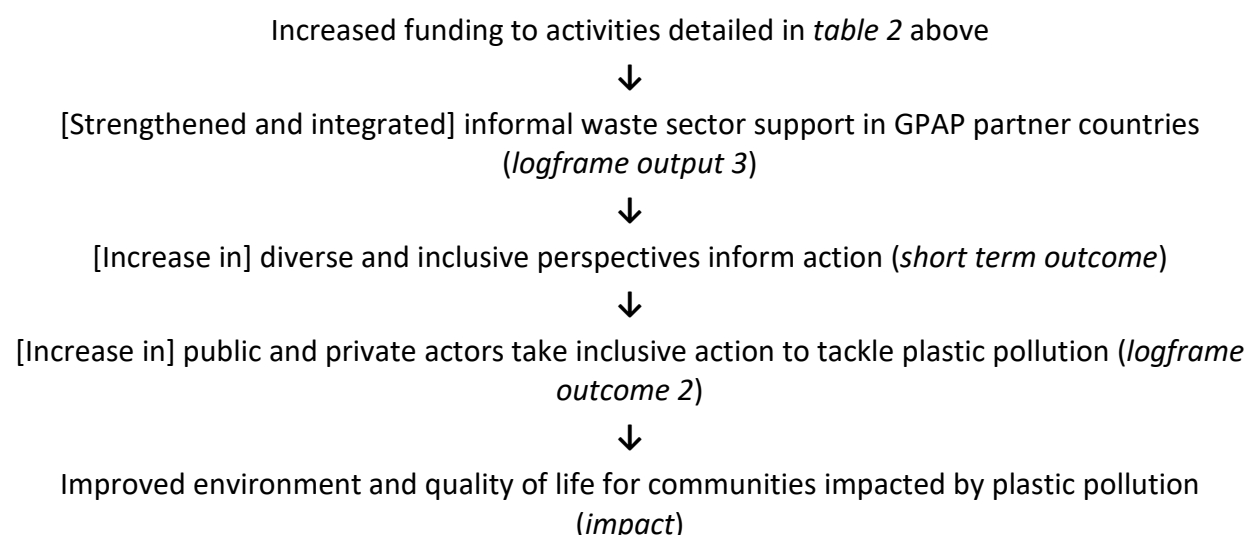 Increased funding to activities detailed in table 2 above
↓
[Strengthened and integrated] informal waste sector support in GPAP partner countries
(logframe output 3)
↓
[Increase in] diverse and inclusive perspectives inform action (short term outcome)
↓
[Increase in] public and private actors take inclusive action to tackle plastic pollution (logframe
outcome 2)
↓
Improved environment and quality of life for communities impacted by plastic pollution
(impact)